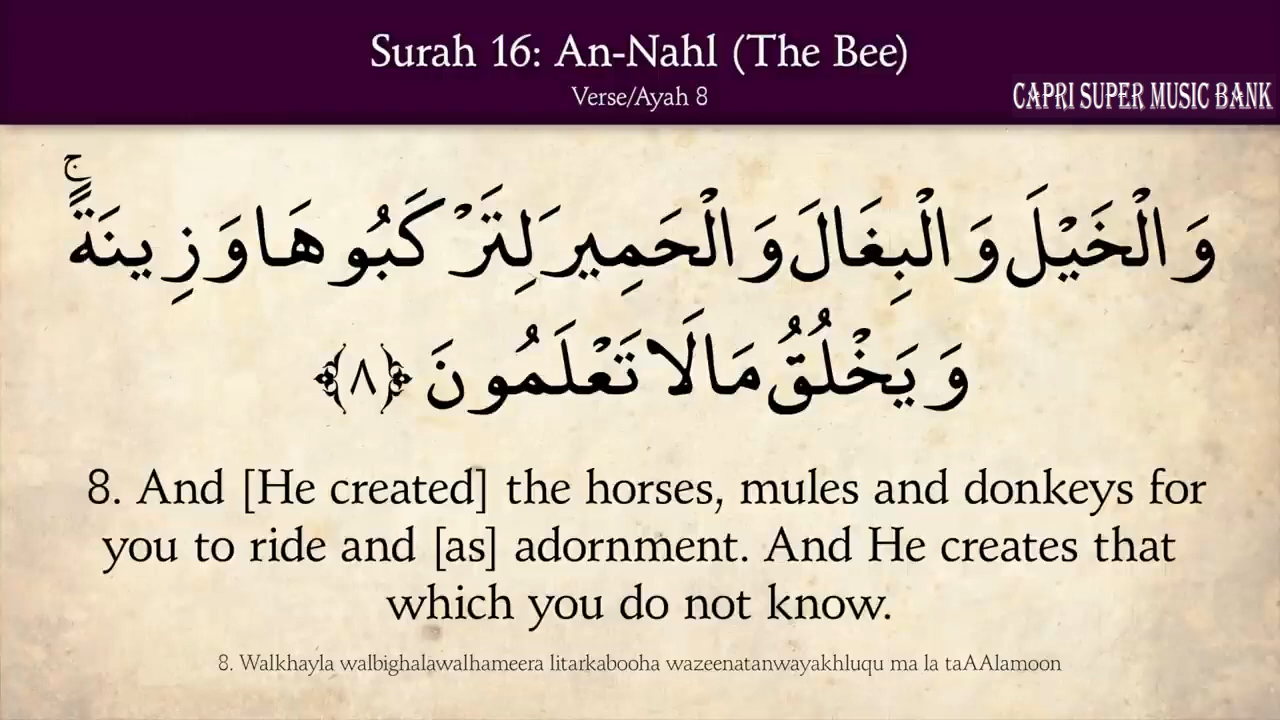 Surah 16: An-Nahl (The Bee)
Verse/Ayah 8
CAPRI SUPER MUSIC BANK
وَالْخَيْلَ وَالْبِغَالَ وَالْحَمِيرَ لِتَرْكَبُوهَا وَزِينَةً ۚ
وَيَخْلُقُ مَا لَا تَعْلَمُونَ ﴿٨﴾
8. And [He created] the horses, mules and donkeys for
you to ride and [as] adornment. And He creates that
which you do not know.
8. Walkhayla walbighalawalhameera litarkabooha wazeenatanwayakhluqu ma la taAAlamoon